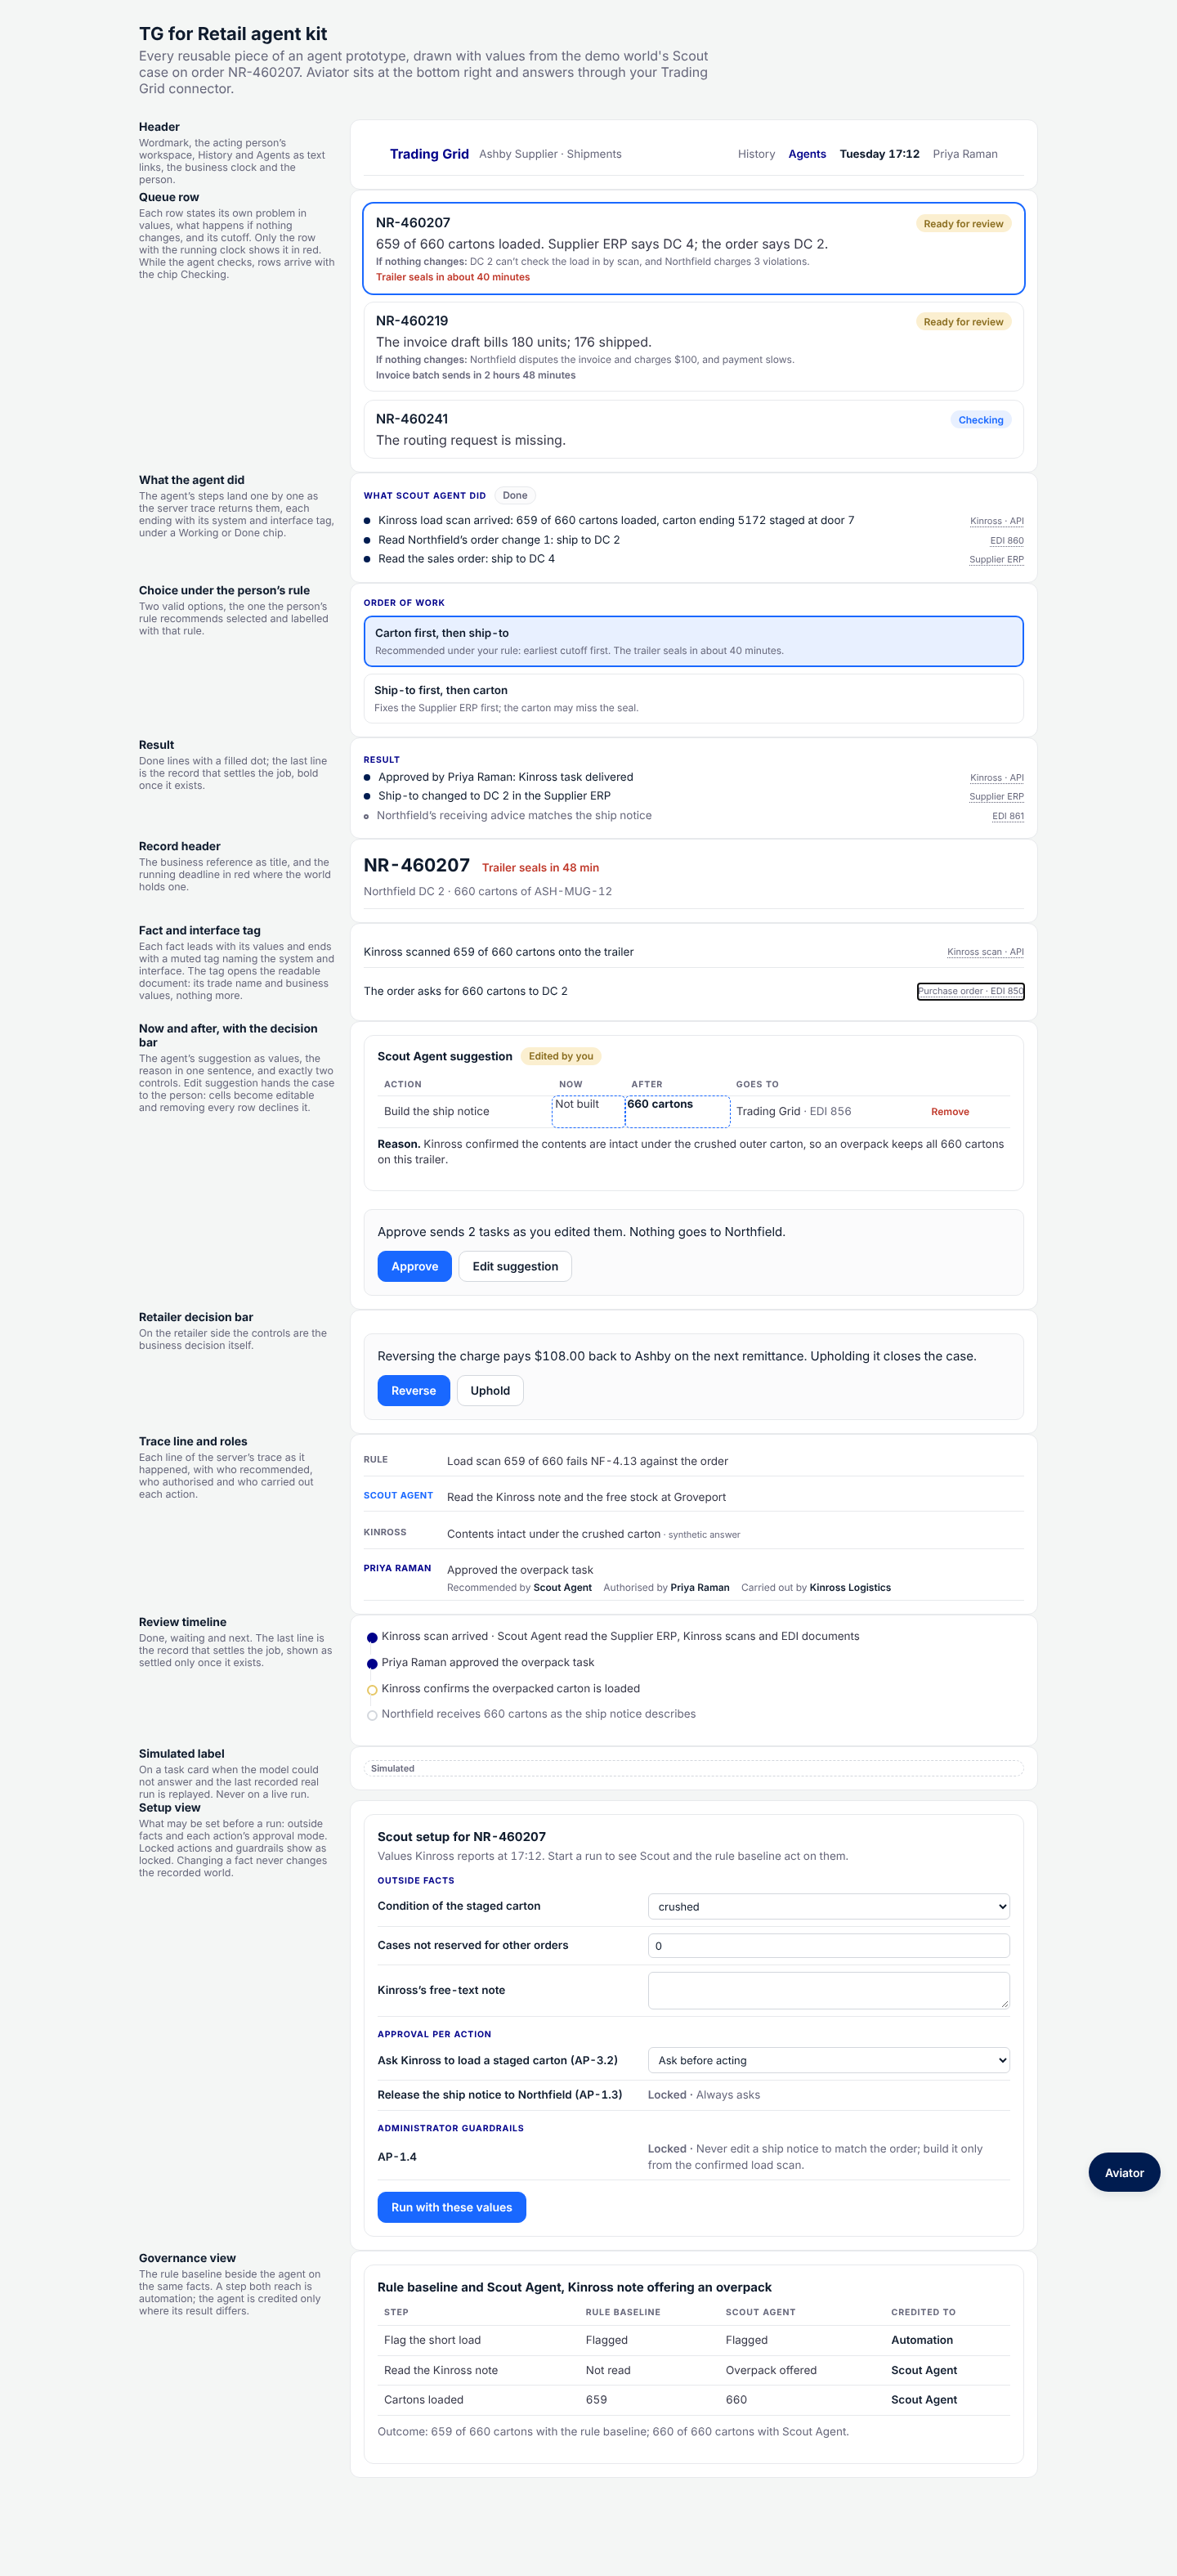 TG for Retail agent kit
Every reusable piece of an agent prototype, drawn with values from the demo world's Scout
case on order NR-460207. Aviator sits at the bottom right and answers through your Trading
Grid connector.
Header
Wordmark, the acting person's
workspace, History and Agents as text
links, the business clock and the
person.
Trading Grid Ashby Supplier · Shipments History Agents Tuesday 17:12 Priya Raman
Queue row
Each row states its own problem in
values, what happens if nothing
changes, and its cutoff. Only the row
with the running clock shows it in red.
While the agent checks, rows arrive with
the chip Checking.
NR-460207 Ready for review
659 of 660 cartons loaded. Supplier ERP says DC 4; the order says DC 2.
If nothing changes: DC 2 can't check the load in by scan, and Northfield charges 3 violations.
Trailer seals in about 40 minutes
NR-460219 Ready for review
The invoice draft bills 180 units; 176 shipped.
If nothing changes: Northfield disputes the invoice and charges $100, and payment slows.
Invoice batch sends in 2 hours 48 minutes
NR-460241 Checking
The routing request is missing.
What the agent did
The agent's steps land one by one as
the server trace returns them, each
ending with its system and interface tag,
under a Working or Done chip.
WHAT SCOUT AGENT DID Done
Kinross load scan arrived: 659 of 660 cartons loaded, carton ending 5172 staged at door 7 Kinross · API
Read Northfield's order change 1: ship to DC 2 EDI 860
Read the sales order: ship to DC 4 Supplier ERP
Choice under the person's rule
Two valid options, the one the person's
rule recommends selected and labelled
with that rule.
ORDER OF WORK
Carton first, then ship-to
Recommended under your rule: earliest cutoff first. The trailer seals in about 40 minutes.
Ship-to first, then carton
Fixes the Supplier ERP first; the carton may miss the seal.
Result
Done lines with a filled dot; the last line
is the record that settles the job, bold
once it exists.
RESULT
Approved by Priya Raman: Kinross task delivered Kinross · API
Ship-to changed to DC 2 in the Supplier ERP Supplier ERP
Northfield's receiving advice matches the ship notice EDI 861
Record header
The business reference as title, and the
running deadline in red where the world
holds one.
NR-460207 Trailer seals in 48 min
Northfield DC 2 · 660 cartons of ASH-MUG-12
Fact and interface tag
Each fact leads with its values and ends
with a muted tag naming the system and
interface. The tag opens the readable
document: its trade name and business
values, nothing more.
Kinross scanned 659 of 660 cartons onto the trailer Kinross scan · API
The order asks for 660 cartons to DC 2 Purchase order · EDI 850
Now and after, with the decision
bar
The agent's suggestion as values, the
reason in one sentence, and exactly two
controls. Edit suggestion hands the case
to the person: cells become editable
and removing every row declines it.
Scout Agent suggestion Edited by you
ACTION NOW AFTER GOES TO
Build the ship notice Not built 660 cartons Trading Grid · EDI 856 Remove
Reason. Kinross confirmed the contents are intact under the crushed outer carton, so an overpack keeps all 660 cartons
on this trailer.
Approve sends 2 tasks as you edited them. Nothing goes to Northfield.
Approve Edit suggestion
Retailer decision bar
On the retailer side the controls are the
business decision itself.
Reversing the charge pays $108.00 back to Ashby on the next remittance. Upholding it closes the case.
Reverse Uphold
Trace line and roles
Each line of the server's trace as it
happened, with who recommended,
who authorised and who carried out
each action.
RULE Load scan 659 of 660 fails NF-4.13 against the order
SCOUT AGENT Read the Kinross note and the free stock at Groveport
KINROSS Contents intact under the crushed carton · synthetic answer
PRIYA RAMAN Approved the overpack task
Recommended by Scout Agent Authorised by Priya Raman Carried out by Kinross Logistics
Review timeline
Done, waiting and next. The last line is
the record that settles the job, shown as
settled only once it exists.
Kinross scan arrived · Scout Agent read the Supplier ERP, Kinross scans and EDI documents
Priya Raman approved the overpack task
Kinross confirms the overpacked carton is loaded
Northfield receives 660 cartons as the ship notice describes
Simulated label
On a task card when the model could
not answer and the last recorded real
run is replayed. Never on a live run.
Simulated
Setup view
What may be set before a run: outside
facts and each action's approval mode.
Locked actions and guardrails show as
locked. Changing a fact never changes
the recorded world.
Scout setup for NR-460207
Values Kinross reports at 17:12. Start a run to see Scout and the rule baseline act on them.
OUTSIDE FACTS
Condition of the staged carton crushed
Cases not reserved for other orders 0
Kinross's free-text note
APPROVAL PER ACTION
Ask Kinross to load a staged carton (AP-3.2) Ask before acting
Release the ship notice to Northfield (AP-1.3) Locked · Always asks
ADMINISTRATOR GUARDRAILS
AP-1.4 Locked · Never edit a ship notice to match the order; build it only
from the confirmed load scan.
Run with these values
Aviator
Governance view
The rule baseline beside the agent on
the same facts. A step both reach is
automation; the agent is credited only
where its result differs.
Rule baseline and Scout Agent, Kinross note offering an overpack
STEP RULE BASELINE SCOUT AGENT CREDITED TO
Flag the short load Flagged Flagged Automation
Read the Kinross note Not read Overpack offered Scout Agent
Cartons loaded 659 660 Scout Agent
Outcome: 659 of 660 cartons with the rule baseline; 660 of 660 cartons with Scout Agent.